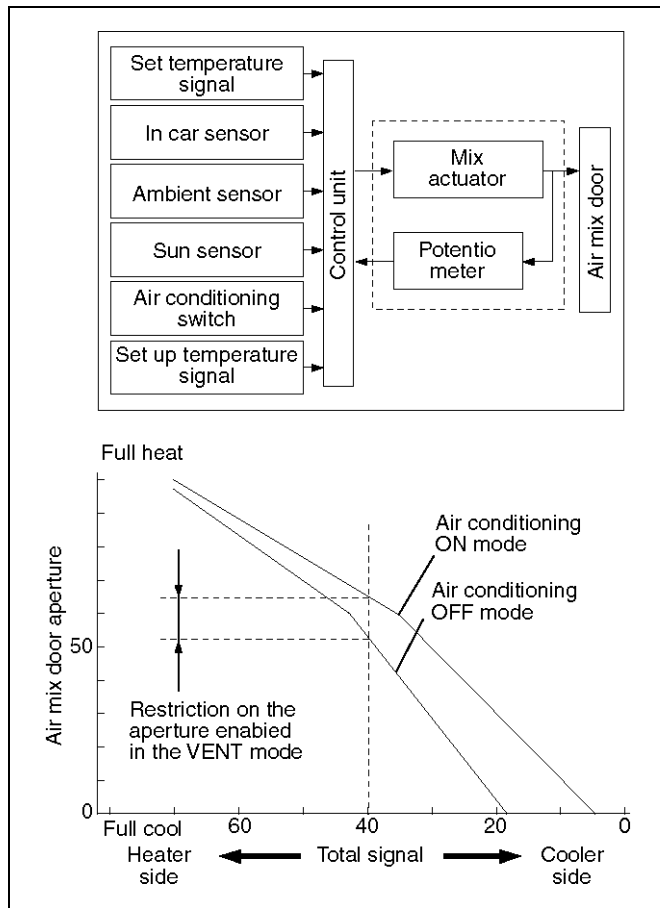 Set temperature
signal
In car sensor
Ambient sensor
Sun sensor
Air conditioning
switch
Set up temperature
signal
Control unit
Mix
actuator
Potentio
meter
Air mix door
Full heat
Air mix door aperture
50
0
Air conditioning
ON mode
Air conditioning
OFF mode
Restriction on the
aperture enabied
in the VENT mode
Full cool
60
40
20
0
Heater
side
Total signal
Cooler
side